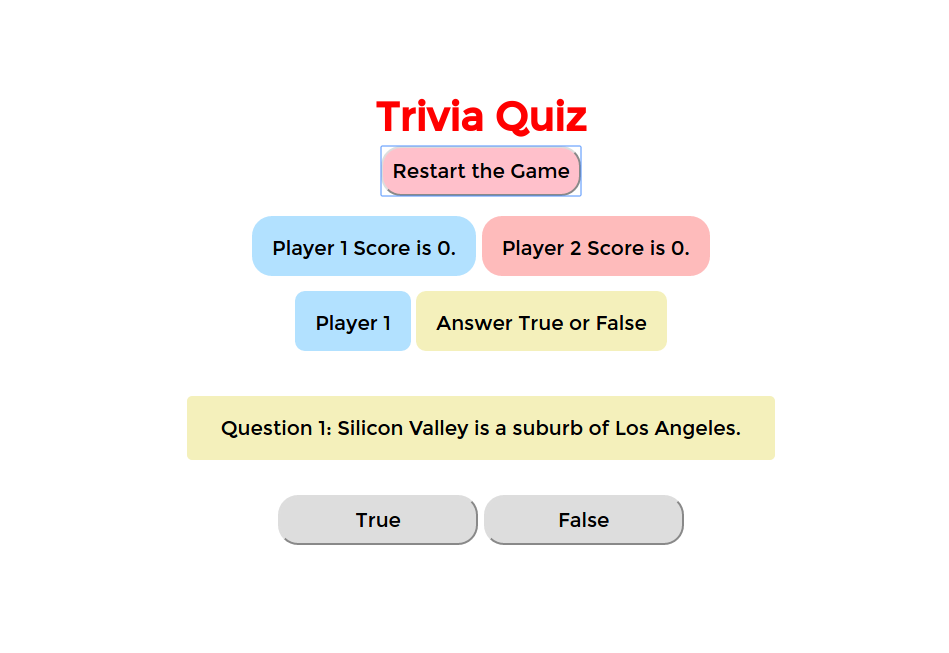 Trivia Quiz
Restart the Game
Player 1 Score is 0. Player 2 Score is 0.
Player 1 Answer True or False
Question 1: Silicon Valley is a suburb of Los Angeles.
True False